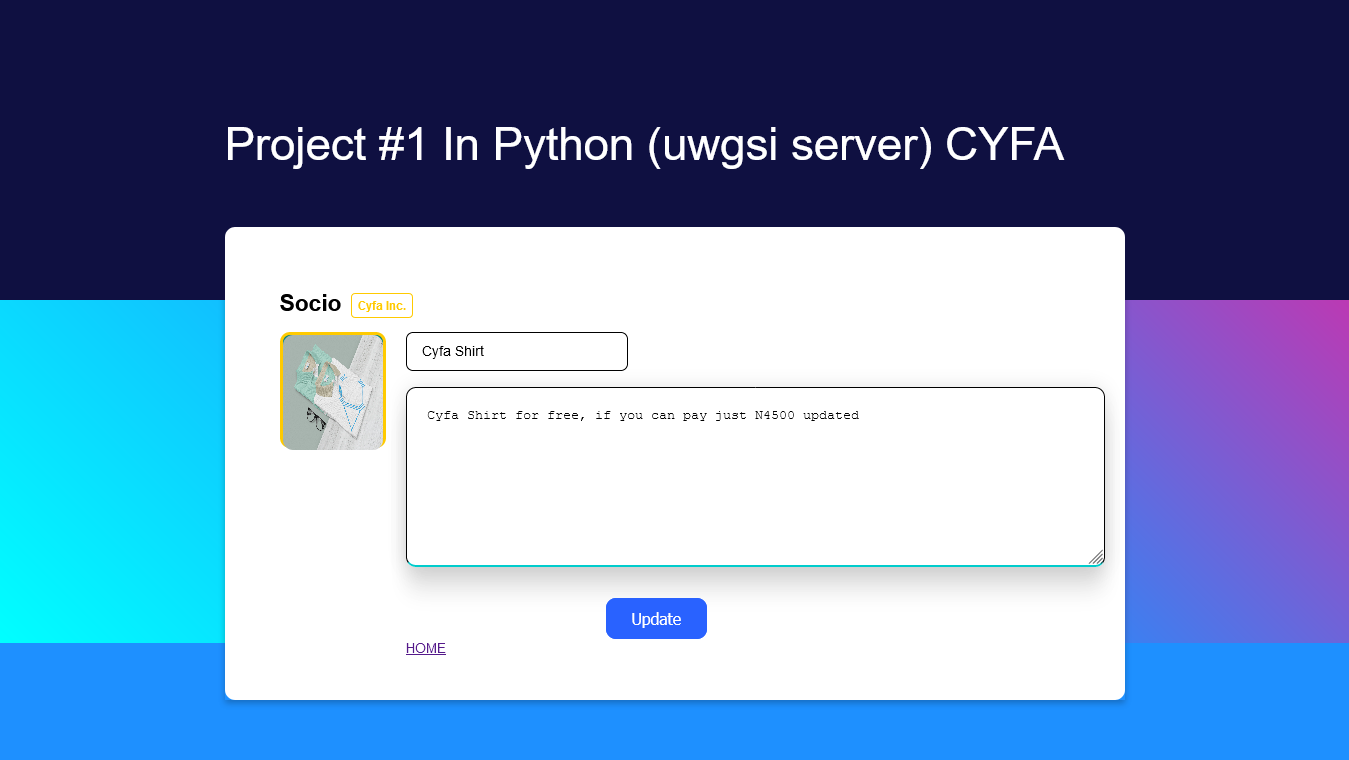 Project #1 In Python (uwgsi server) CYFA
Socio Cyfa Inc.
Cyfa Shirt
Cyfa Shirt for free, if you can pay just N4500 updated
Update
HOME